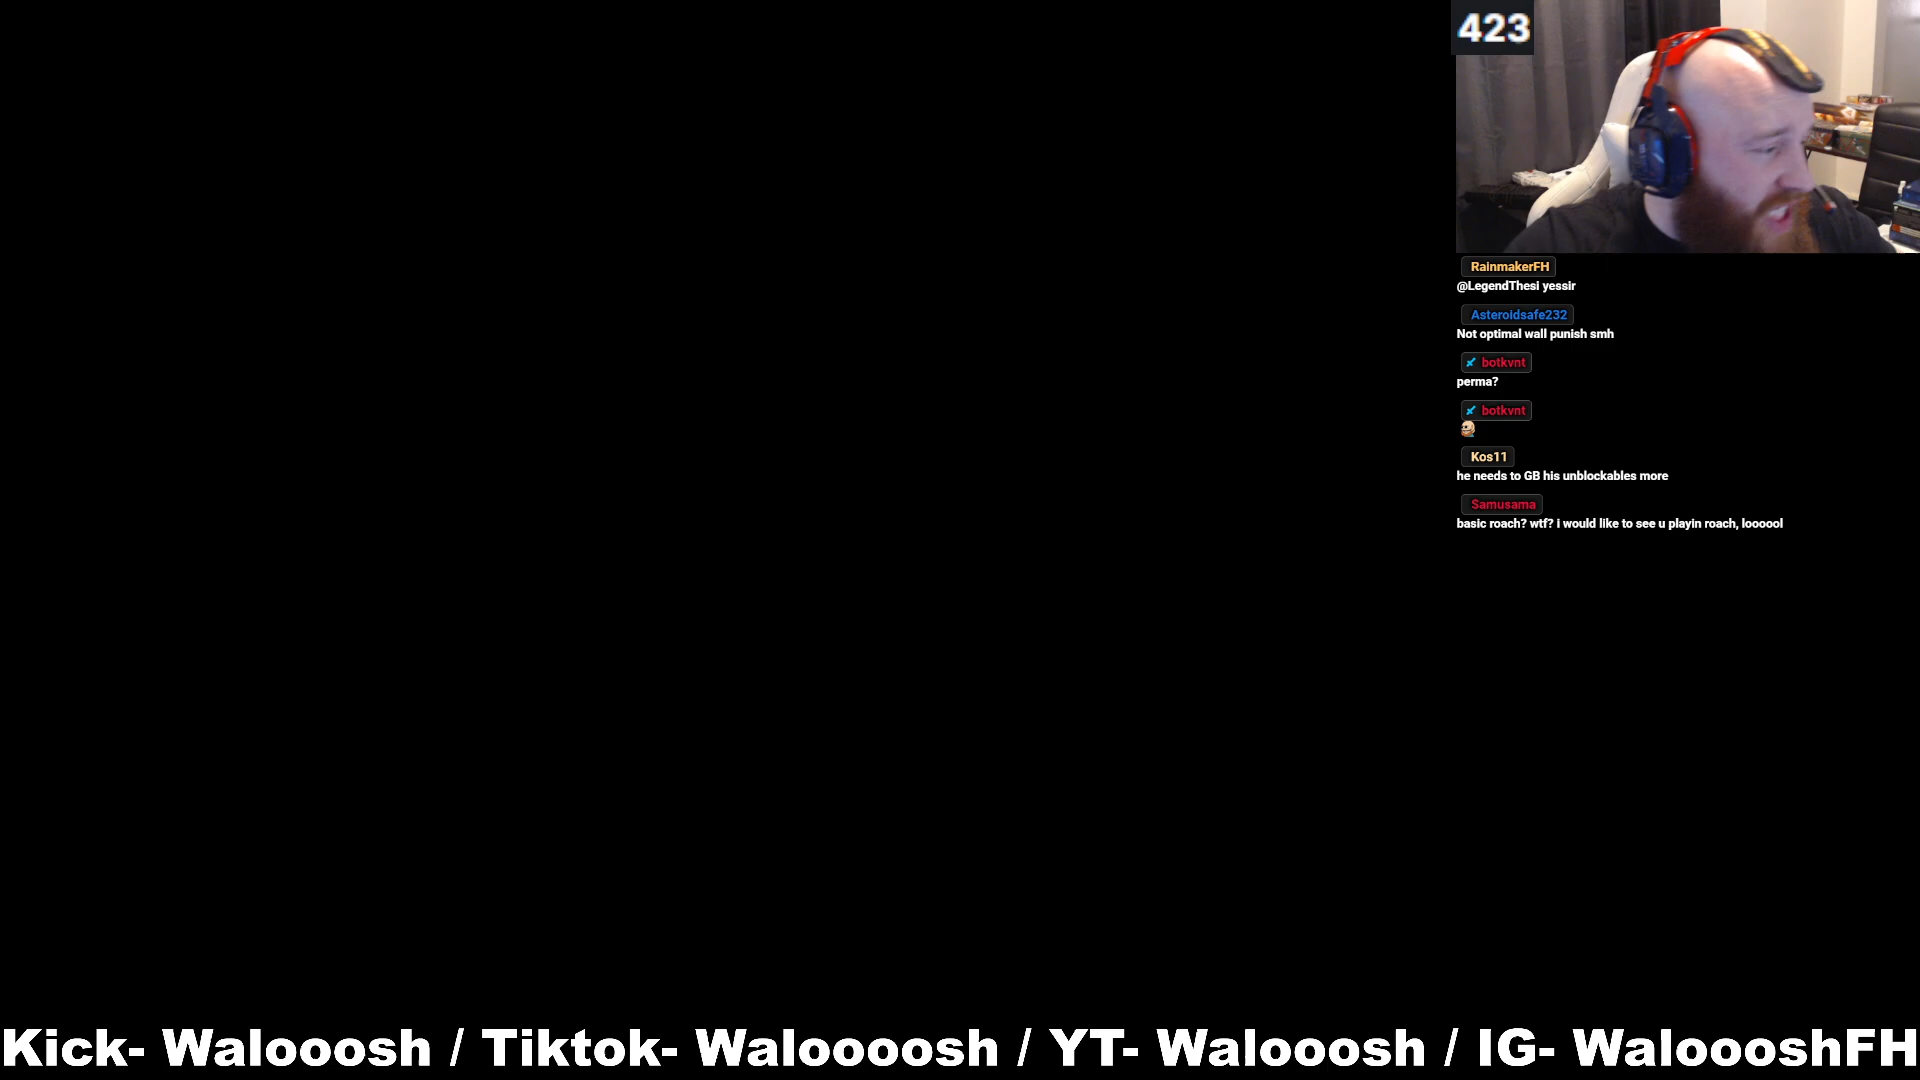 423
RainmakerFH
@LegendThesi yessir
Asteroidsafe232
Not optimal wall punish smh
botkvnt
perma?
botkvnt
Kos11
he needs to GB his unblockables more
Samusama
basic roach? wtf? i would like to see u playin roach, loooool
Kick- Walooosh / Tiktok- Waloooosh / YT- Walooosh / IG- WaloooshFH